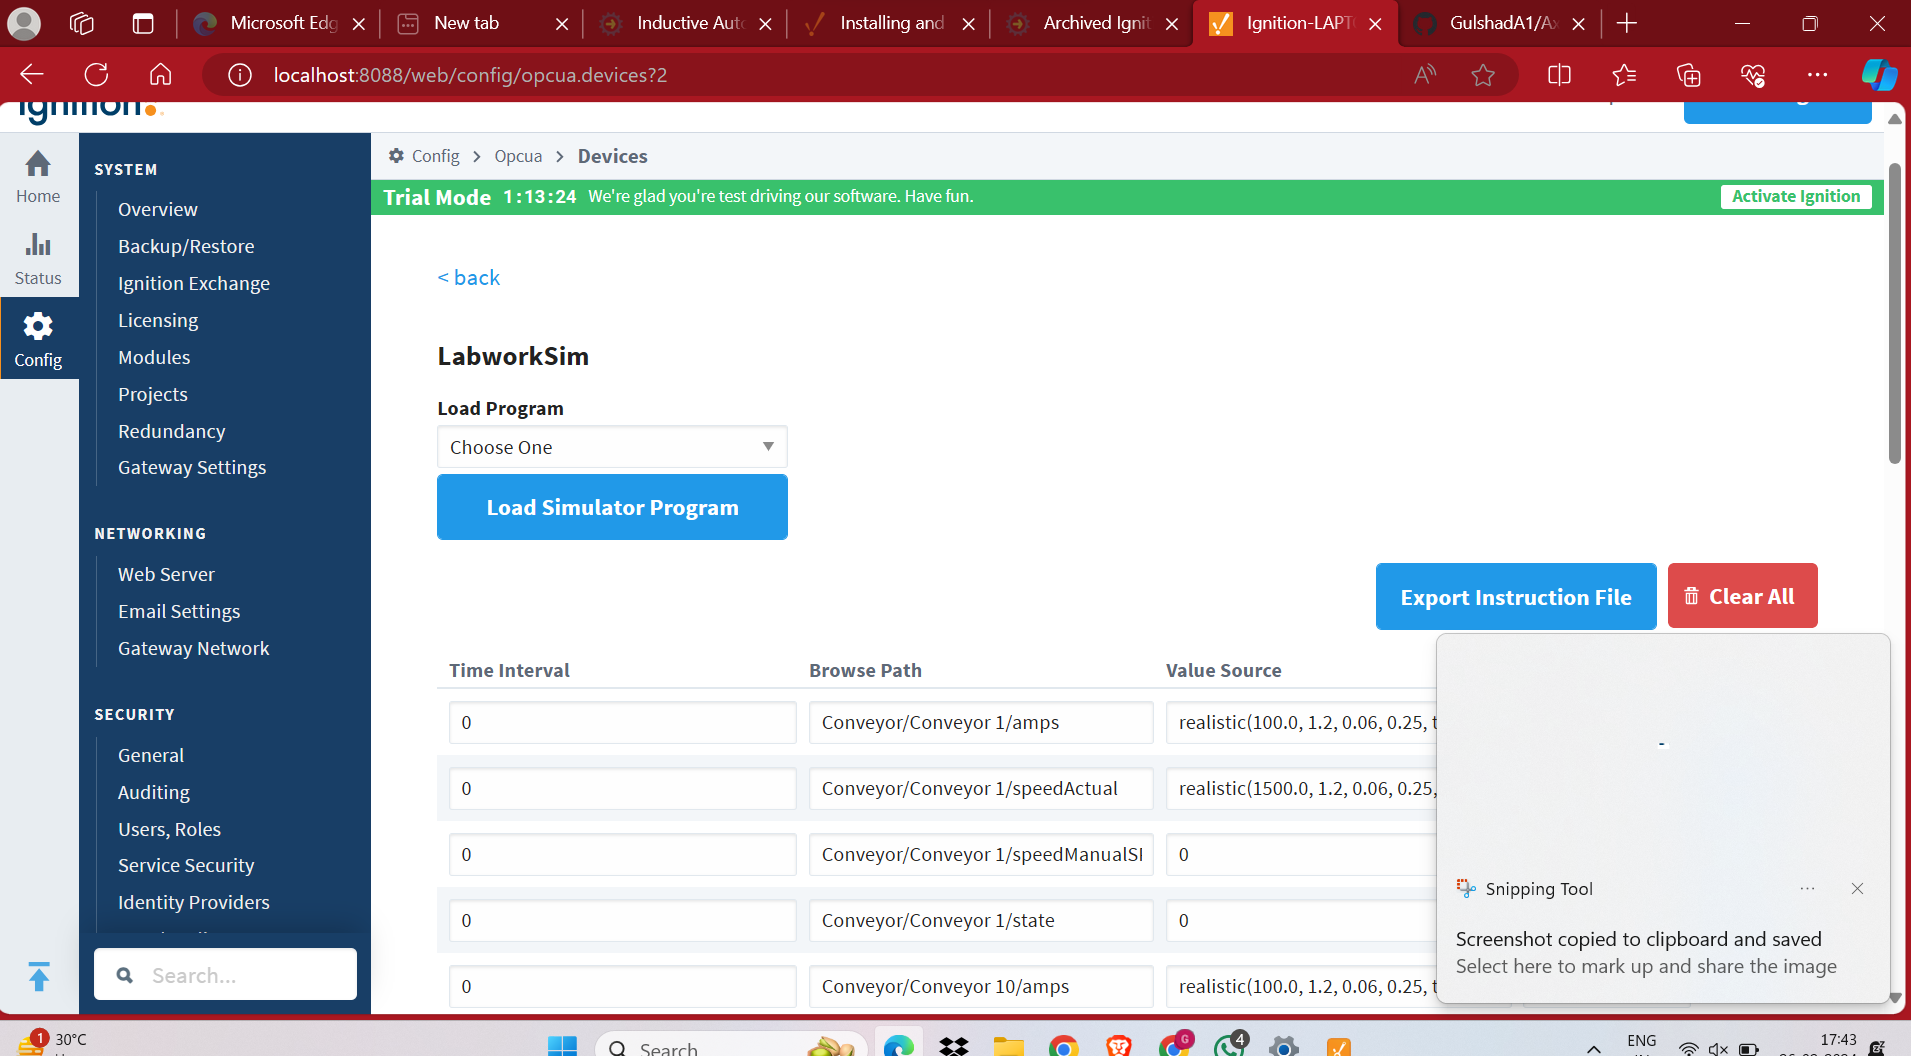 Microsoft Edg
New tab
Inductive Auto
Installing and
Archived Ignit
Ignition-LAPT
GulshadA1/Ax
localhost:8088/web/config/opcua.devices?2
Ignition
Home
Status
Config
SYSTEM
Overview
Backup/Restore
Ignition Exchange
Licensing
Modules
Projects
Redundancy
Gateway Settings
NETWORKING
Web Server
Email Settings
Gateway Network
SECURITY
General
Auditing
Users, Roles
Service Security
Identity Providers
Search...
Config > Opcua > Devices
Trial Mode 1:13:24 We're glad you're test driving our software. Have fun.
Activate Ignition
< back
LabworkSim
Load Program
Choose One
Load Simulator Program
Export Instruction File
Clear All
Time Interval Browse Path Value Source
0 Conveyor/Conveyor 1/amps realistic(100.0, 1.2, 0.06, 0.25, t
0 Conveyor/Conveyor 1/speedActual realistic(1500.0, 1.2, 0.06, 0.25,
0 Conveyor/Conveyor 1/speedManualSI 0
0 Conveyor/Conveyor 1/state 0
0 Conveyor/Conveyor 10/amps realistic(100.0, 1.2, 0.06, 0.25, t
Snipping Tool
Screenshot copied to clipboard and saved
Select here to mark up and share the image
1
30°C
Search
G
4
ENG
17:43